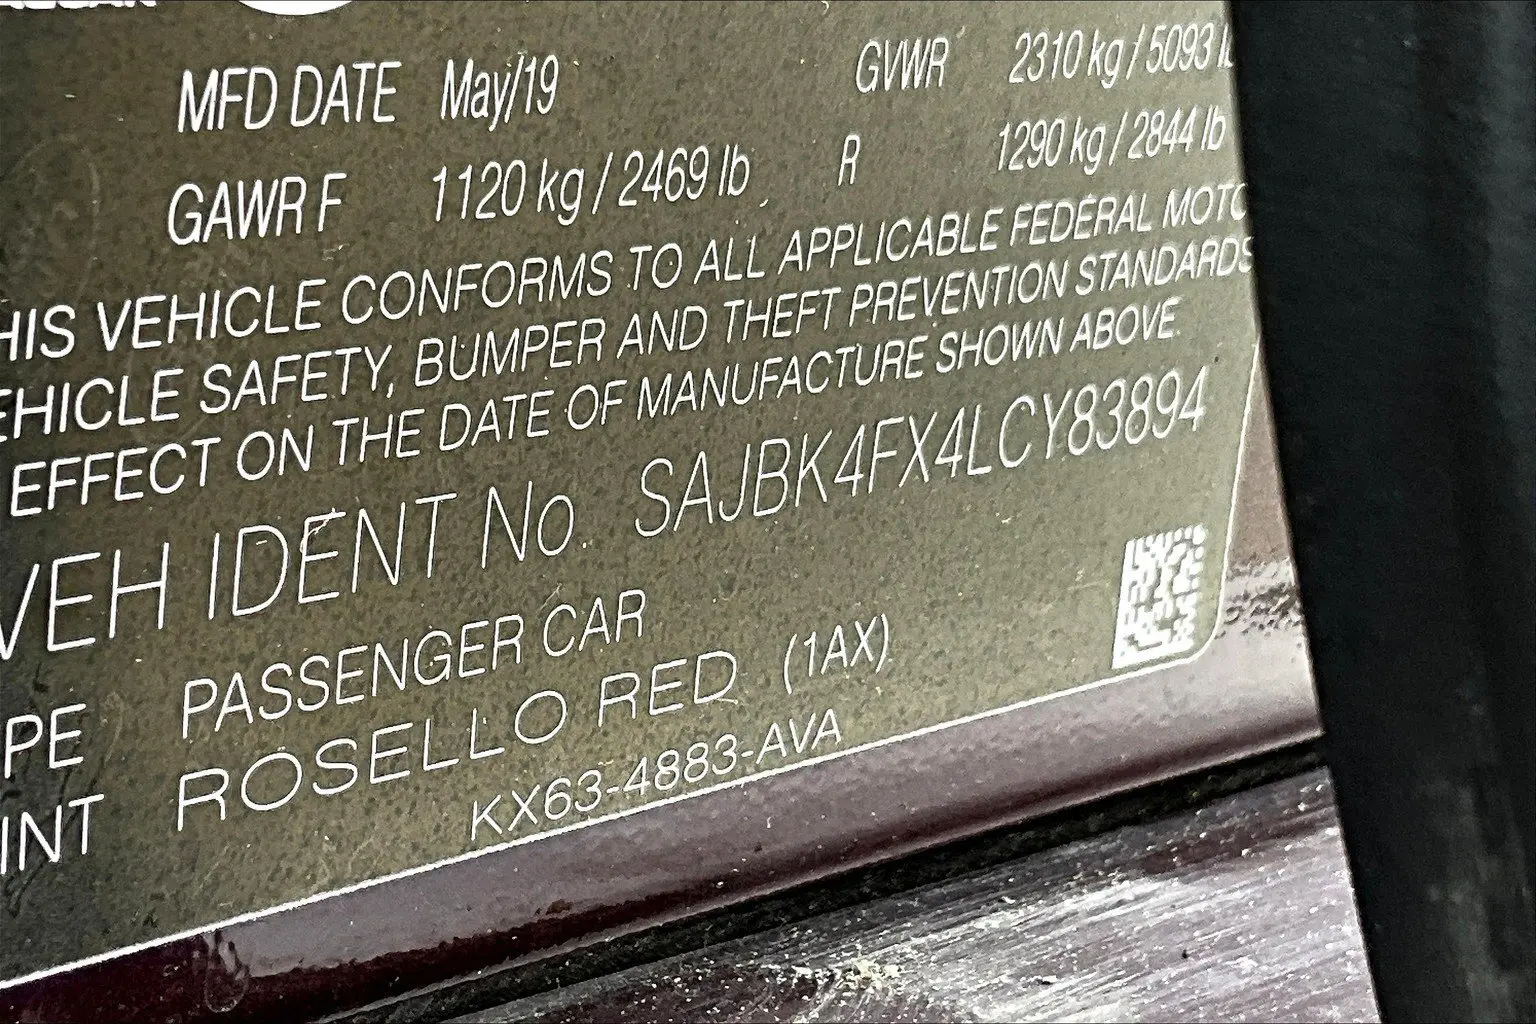 MFD DATE May/19 GVWR 2310 kg / 5093 lb
GAWR F 1120 kg / 2469 lb R 1290 kg / 2844 lb
HIS VEHICLE CONFORMS TO ALL APPLICABLE FEDERAL MOTO
EHICLE SAFETY, BUMPER AND THEFT PREVENTION STANDARDS
EFFECT ON THE DATE OF MANUFACTURE SHOWN ABOVE.
VEH IDENT No. SAJBK4FX4LCY83894
PE PASSENGER CAR
INT ROSELLO RED (1AX)
KX63-4883-AVA